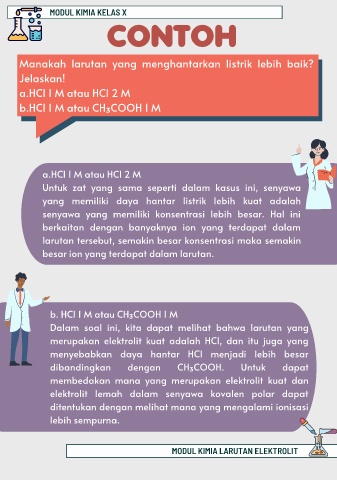 MODUL KIMIA KELAS X
CONTOH
Manakah larutan yang menghantarkan listrik lebih baik?
Jelaskan!
a.HCl 1 M atau HCl 2 M
b.HCl 1 M atau CH₃COOH 1 M
a.HCl 1 M atau HCl 2 M
Untuk zat yang sama seperti dalam kasus ini, senyawa
yang memiliki daya hantar listrik lebih kuat adalah
senyawa yang memiliki konsentrasi lebih besar. Hal ini
berkaitan dengan banyaknya ion yang terdapat dalam
larutan tersebut, semakin besar konsentrasi maka semakin
besar ion yang terdapat dalam larutan.
b. HCl 1 M atau CH₃COOH 1 M
Dalam soal ini, kita dapat melihat bahwa larutan yang
merupakan elektrolit kuat adalah HCl, dan itu juga yang
menyebabkan daya hantar HCl menjadi lebih besar
dibandingkan dengan CH₃COOH. Untuk dapat
membedakan mana yang merupakan elektrolit kuat dan
elektrolit lemah dalam senyawa kovalen polar dapat
ditentukan dengan melihat mana yang mengalami ionisasi
lebih sempurna.
MODUL KIMIA LARUTAN ELEKTROLIT